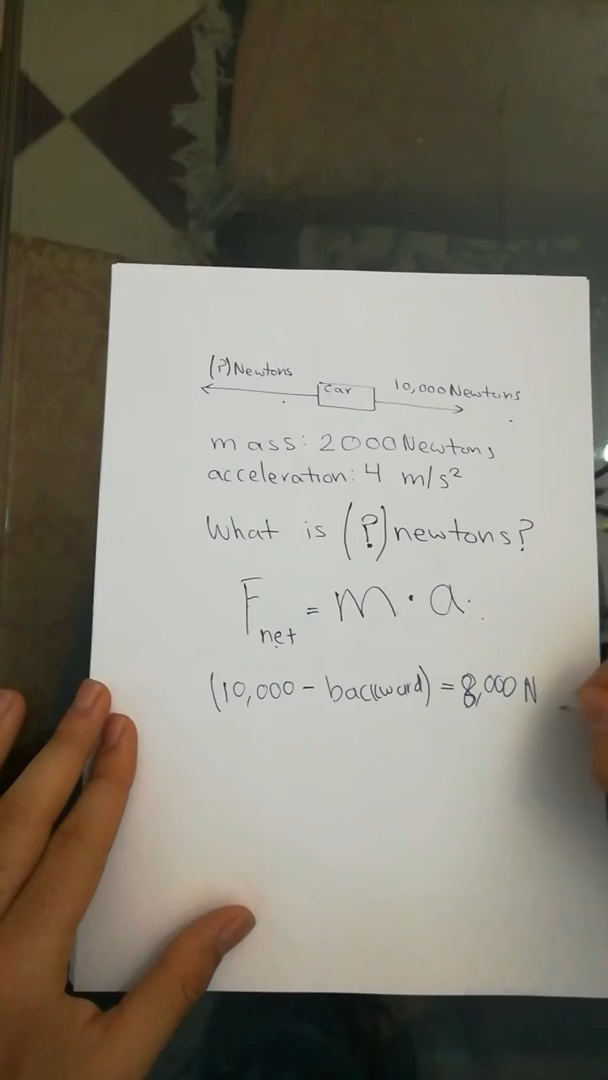 (?)Newtons
Car
10,000 Newtons
mass: 2000 Newtons
acceleration: 4 m/s²
What is (?) newtons?
Fnet = m · a.
(10,000 - backward) = 8,000 N